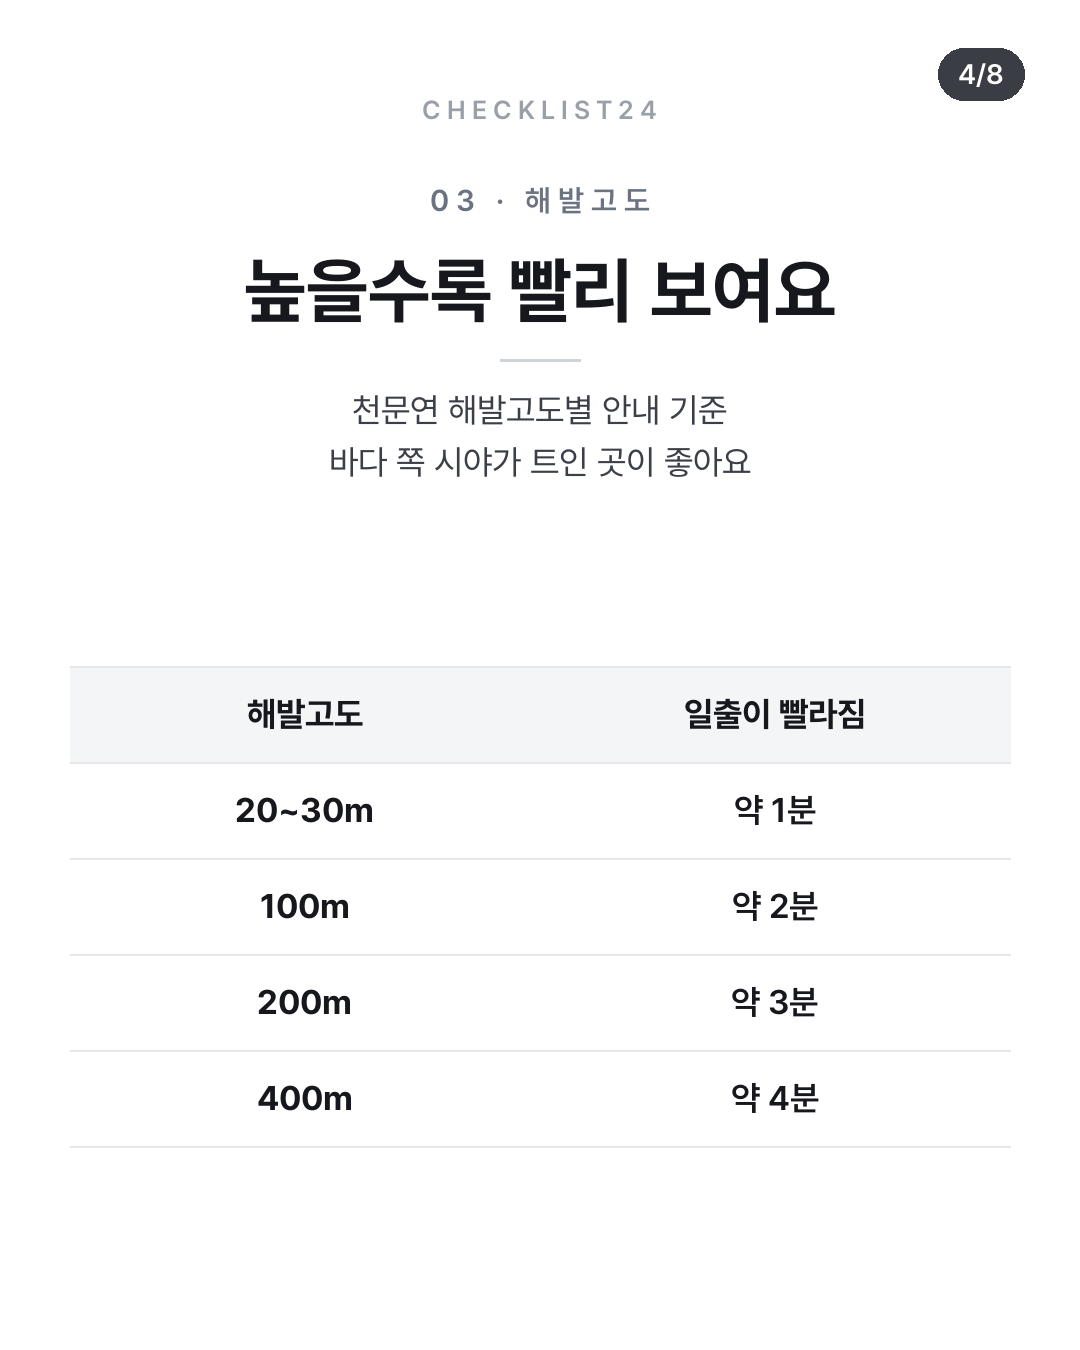 4/8
CHECKLIST24
03 · 해발고도
높을수록 빨리 보여요
천문연 해발고도별 안내 기준
바다 쪽 시야가 트인 곳이 좋아요
해발고도 일출이 빨라짐
20~30m 약 1분
100m 약 2분
200m 약 3분
400m 약 4분